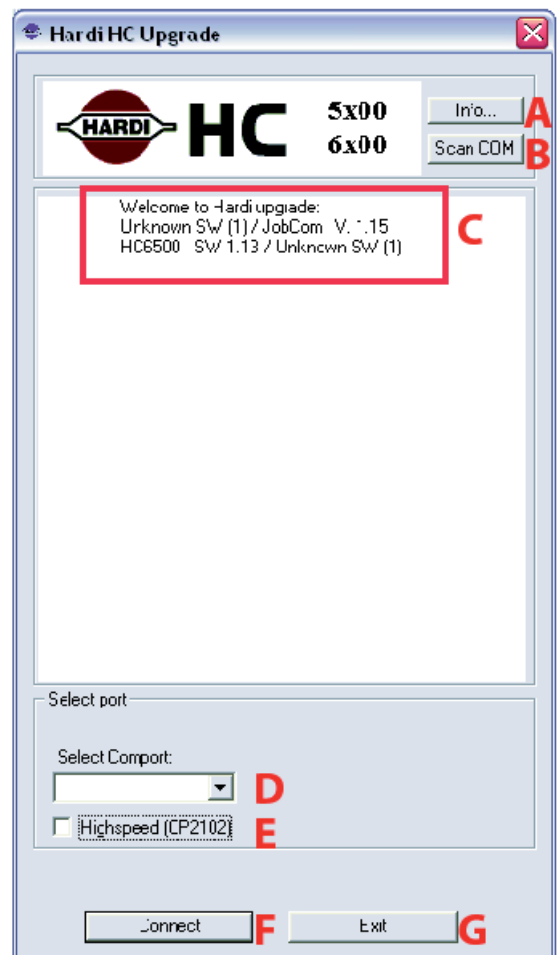 Hardi HC Upgrade
HARDI HC 5x00
6x00
Info... A
Scan COM B
Welcome to Hardi upgrade:
Unknown SW (1) / JobCom V. 1.15
HC6500 SW 1.13 / Unknown SW (1)
C
Select port
Select Comport:
D
Highspeed (CP2102) E
Connect F
Exit G